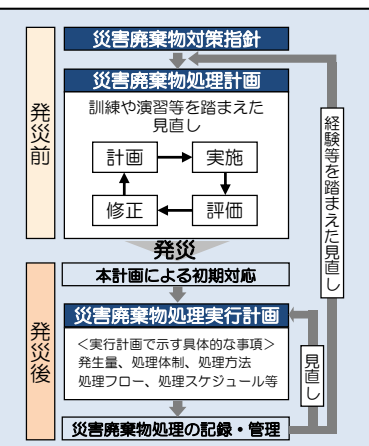 災害廃棄物対策指針
発災前
災害廃棄物処理計画
訓練や演習等を踏まえた
見直し
計画
実施
修正
評価
経験等を踏まえた見直し
発災
本計画による初期対応
発災後
災害廃棄物処理実行計画
<実行計画で示す具体的な事項>
発生量、処理体制、処理方法
処理フロー、処理スケジュール等
見直し
災害廃棄物処理の記録・管理